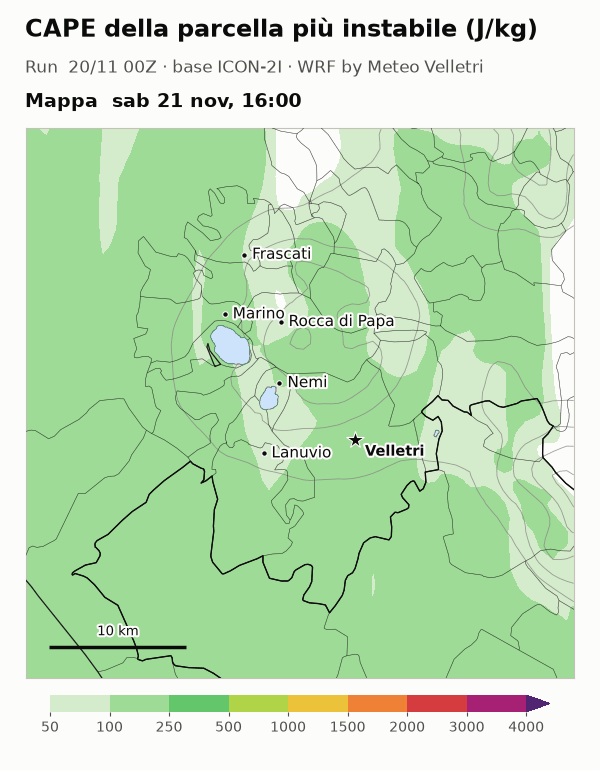 CAPE della parcella più instabile (J/kg)
Run  20/11 00Z · base ICON-2I · WRF by Meteo Velletri
Mappa  sab 21 nov, 16:00
Frascati
Marino
Rocca di Papa
Nemi
Velletri
Lanuvio
10 km
50 100 250 500 1000 1500 2000 3000 4000